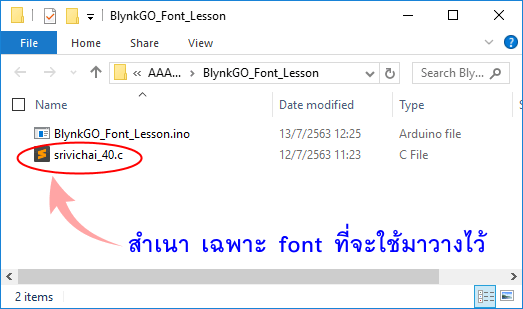 BlynkGO_Font_Lesson
File Home Share View
AAA... BlynkGO_Font_Lesson Search Bly...
Name Date modified Type
BlynkGO_Font_Lesson.ino 13/7/2563 12:25 Arduino file
srivichai_40.c 12/7/2563 11:23 C File
สำเนา เฉพาะ font ที่จะใช้มาวางไว้
2 items